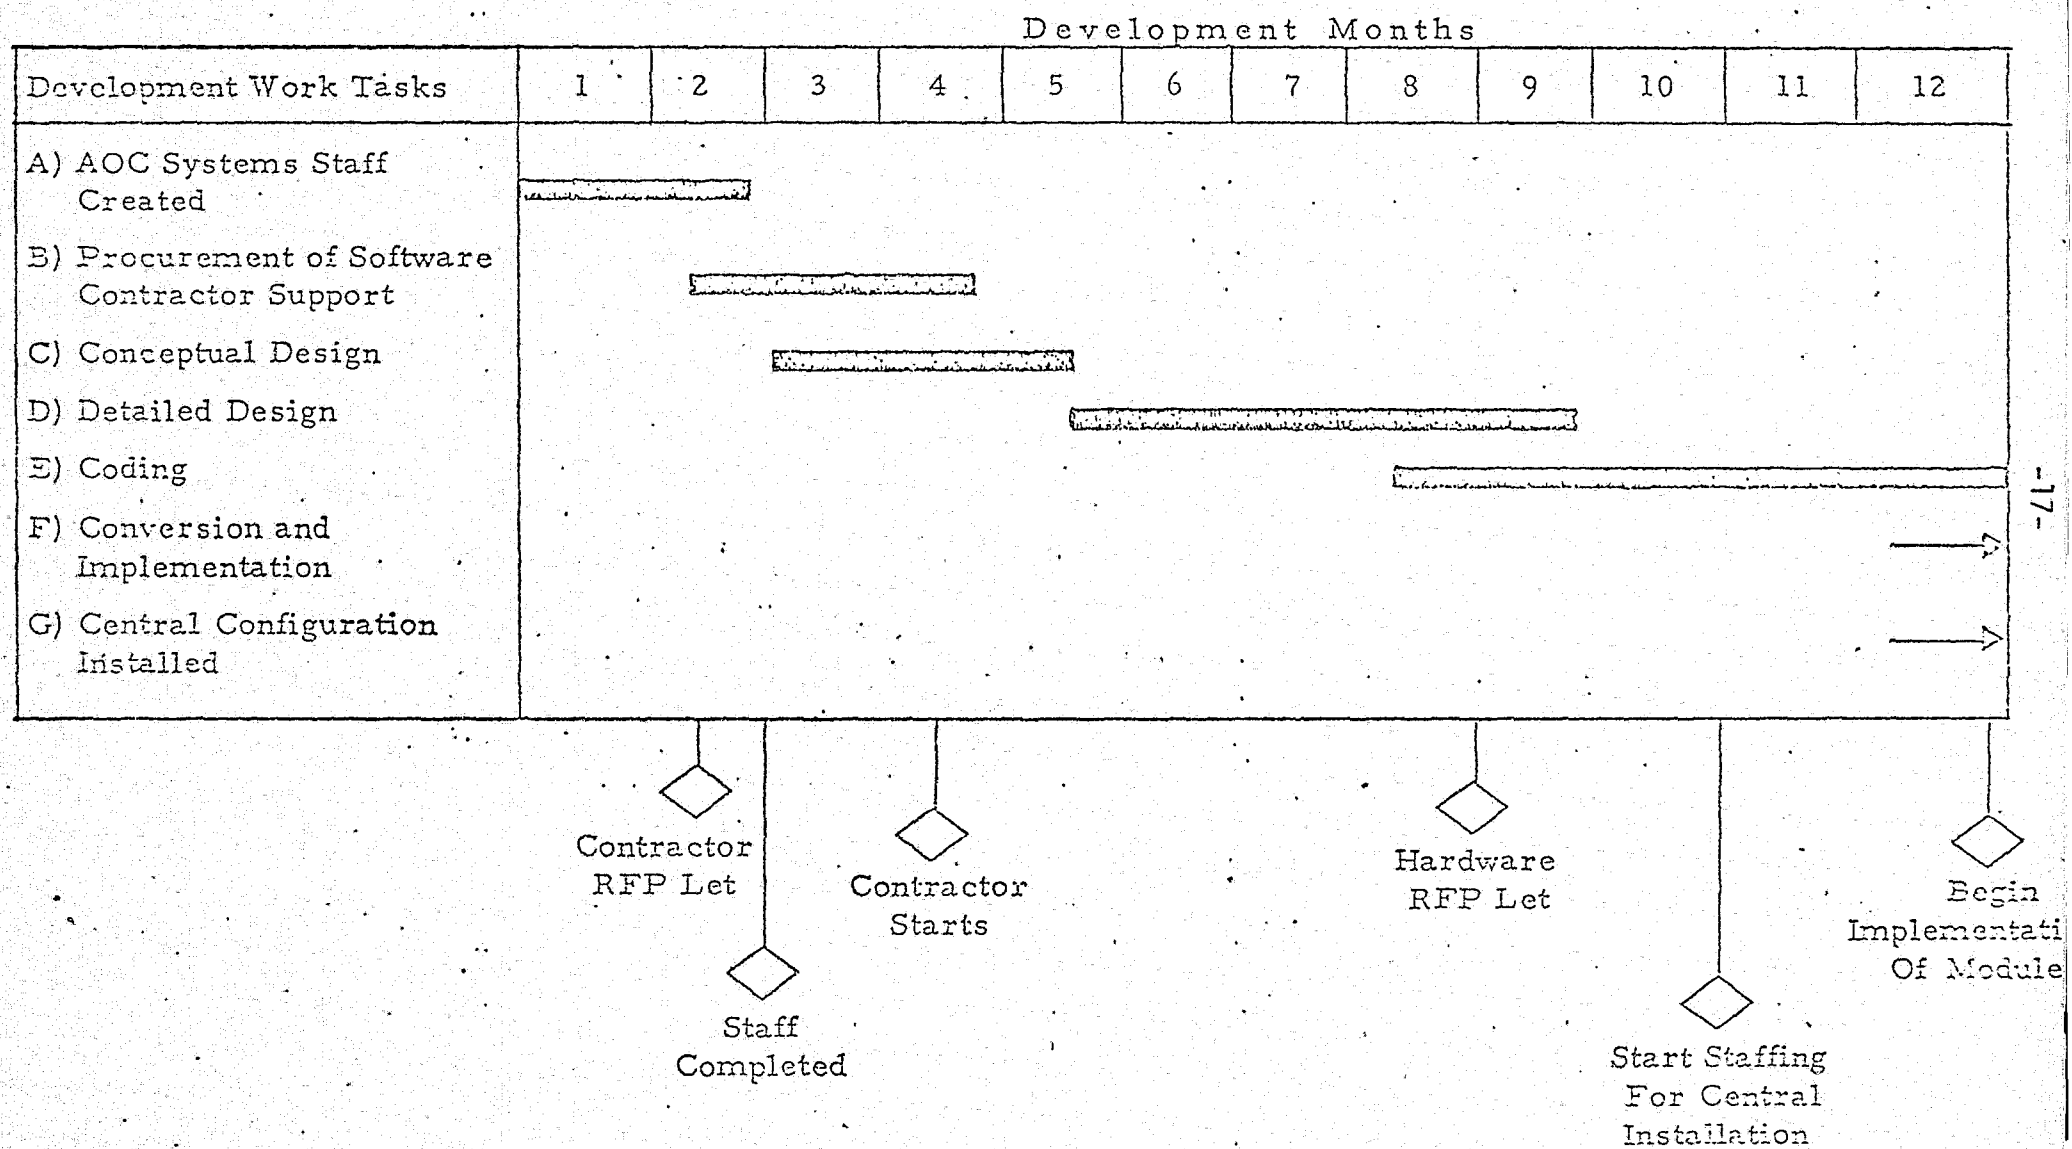 Development Months
Development Work Tasks 1 2 3 4 5 6 7 8 9 10 11 12
A) AOC Systems Staff
Created
B) Procurement of Software
Contractor Support
C) Conceptual Design
D) Detailed Design
E) Coding
F) Conversion and
Implementation
G) Central Configuration
Installed
-17-
Contractor
RFP Let
Staff
Completed
Contractor
Starts
Hardware
RFP Let
Start Staffing
For Central
Installation
Begin
Implementati
Of Module